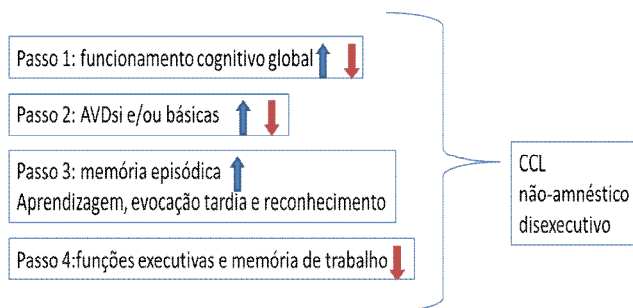 Passo 1: funcionamento cognitivo global
Passo 2: AVDsi e/ou básicas
Passo 3: memória episódica
Aprendizagem, evocação tardia e reconhecimento
Passo 4:funções executivas e memória de trabalho
CCL
não-amnéstico
disexecutivo